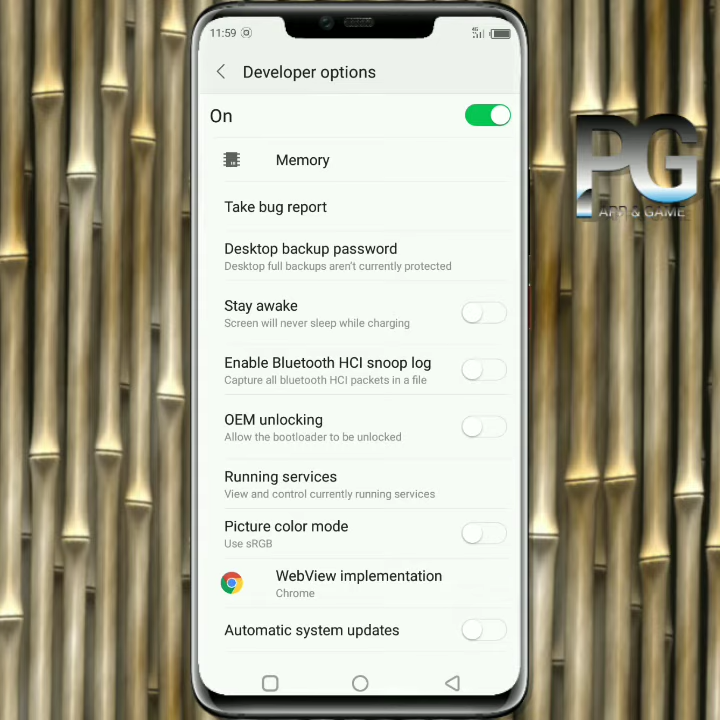 11:59
4G
Developer options
On
Memory
Take bug report
Desktop backup password
Desktop full backups aren't currently protected
Stay awake
Screen will never sleep while charging
Enable Bluetooth HCI snoop log
Capture all bluetooth HCI packets in a file
OEM unlocking
Allow the bootloader to be unlocked
Running services
View and control currently running services
Picture color mode
Use sRGB
WebView implementation
Chrome
Automatic system updates
PG
APP & GAME